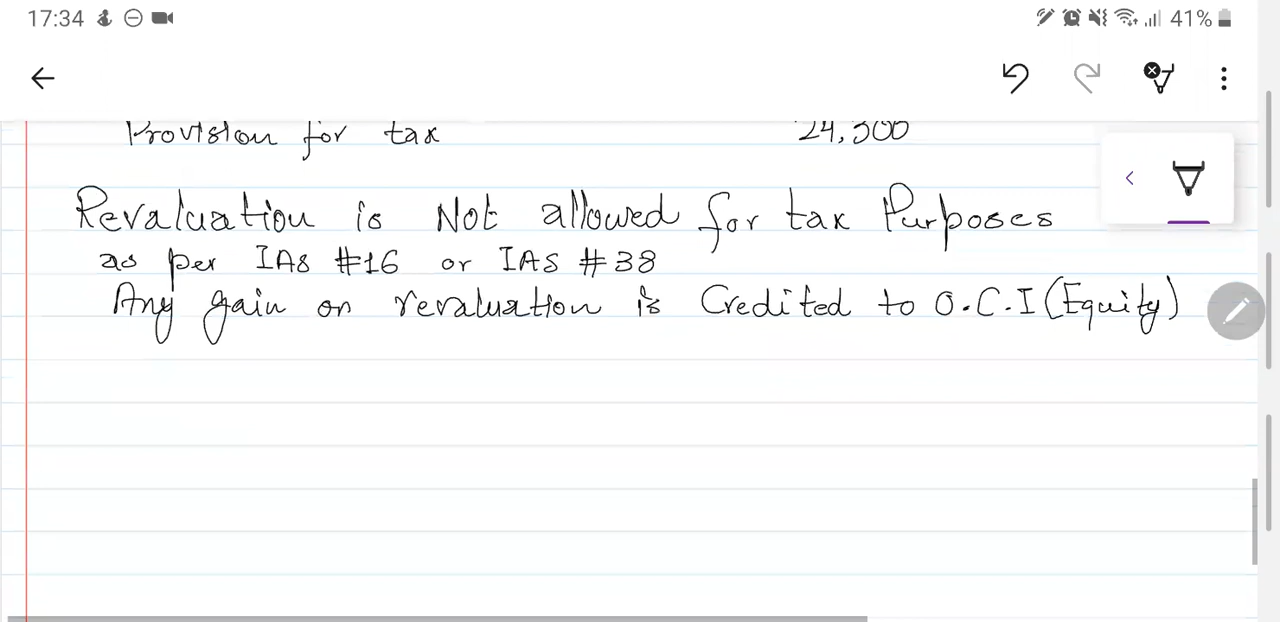 17:34
41%
Provision for tax 24,300
Revaluation is Not allowed for tax Purposes
as per IAS #16 or IAS #38
Any gain on revaluation is Credited to O.C.I (Equity)